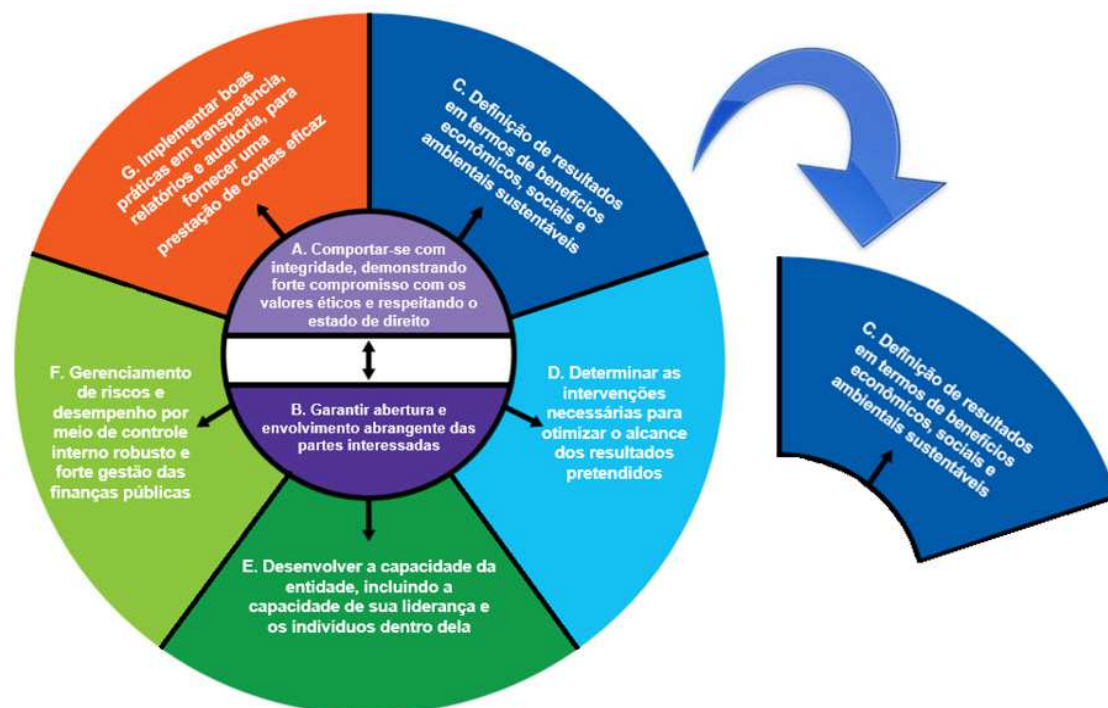 G. Implementar boas
práticas em transparência,
relatórios e auditoria, para
fornecer uma
prestação de contas eficaz
C. Definição de resultados
em termos de benefícios
econômicos, sociais e
ambientais sustentáveis
A. Comportar-se com
integridade, demonstrando
forte compromisso com os
valores éticos e respeitando o
estado de direito
B. Garantir abertura e
envolvimento abrangente das
partes interessadas
F. Gerenciamento
de riscos e
desempenho por
meio de controle
interno robusto e
forte gestão das
finanças públicas
D. Determinar as
intervenções
necessárias para
otimizar o alcance
dos resultados
pretendidos
E. Desenvolver a capacidade da
entidade, incluindo a
capacidade de sua liderança e
os indivíduos dentro dela
C. Definição de resultados
em termos de benefícios
econômicos, sociais e
ambientais sustentáveis